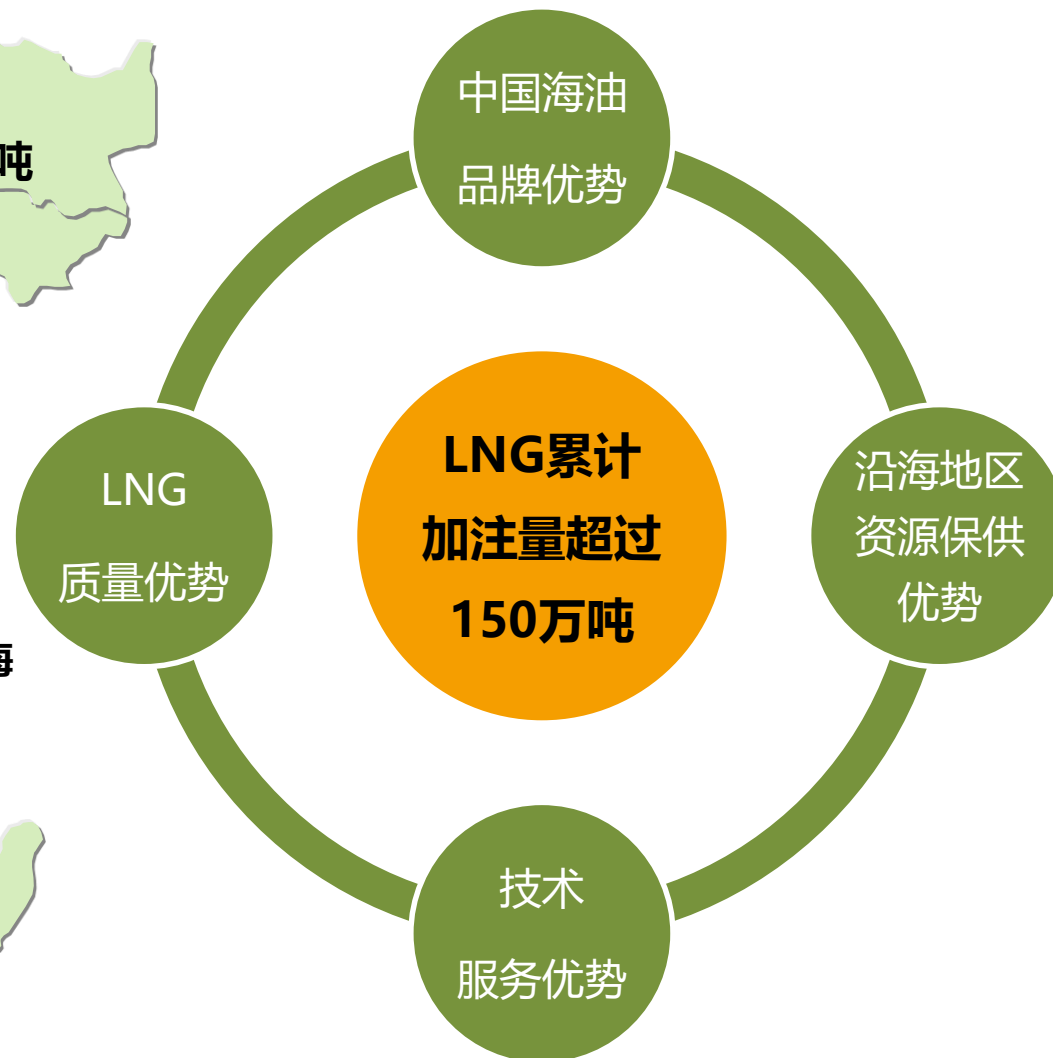 中国海油
品牌优势
吨
LNG累计
加注量超过
150万吨
LNG
质量优势
沿海地区
资源保供
优势
海
技术
服务优势